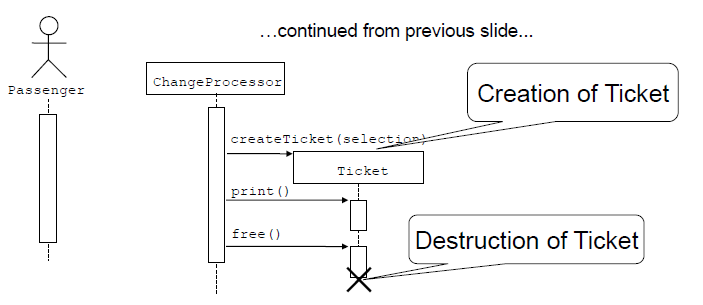 …continued from previous slide...
Passenger
ChangeProcessor
Creation of Ticket
createTicket(selection)
Ticket
print()
free()
Destruction of Ticket